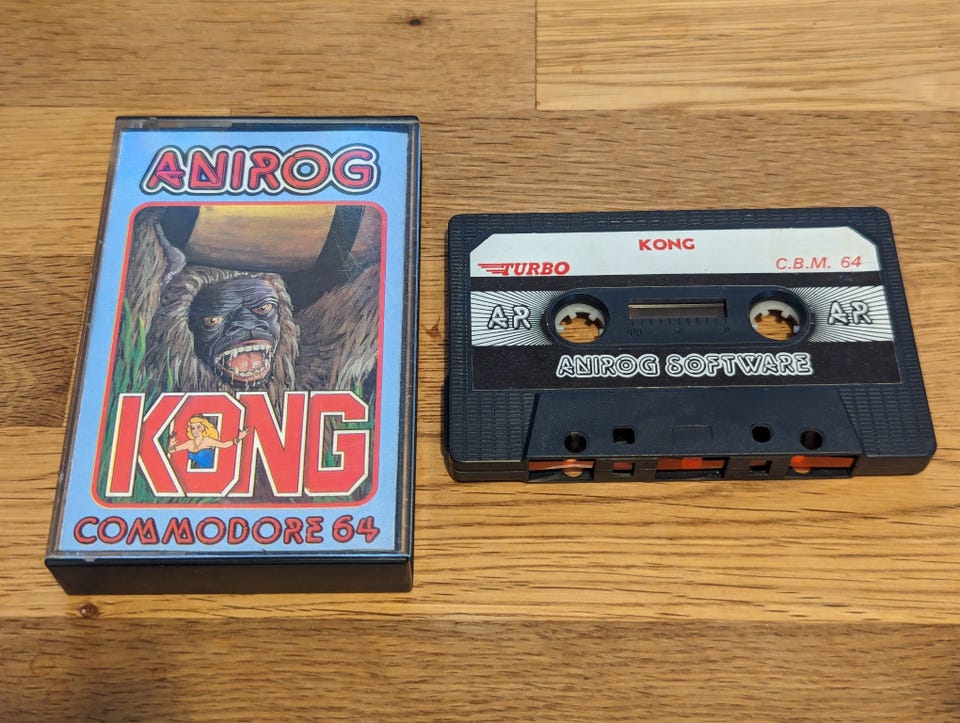 ANIROG
KONG
COMMODORE 64
KONG
TURBO
C.B.M. 64
AR
AR
ANIROG SOFTWARE